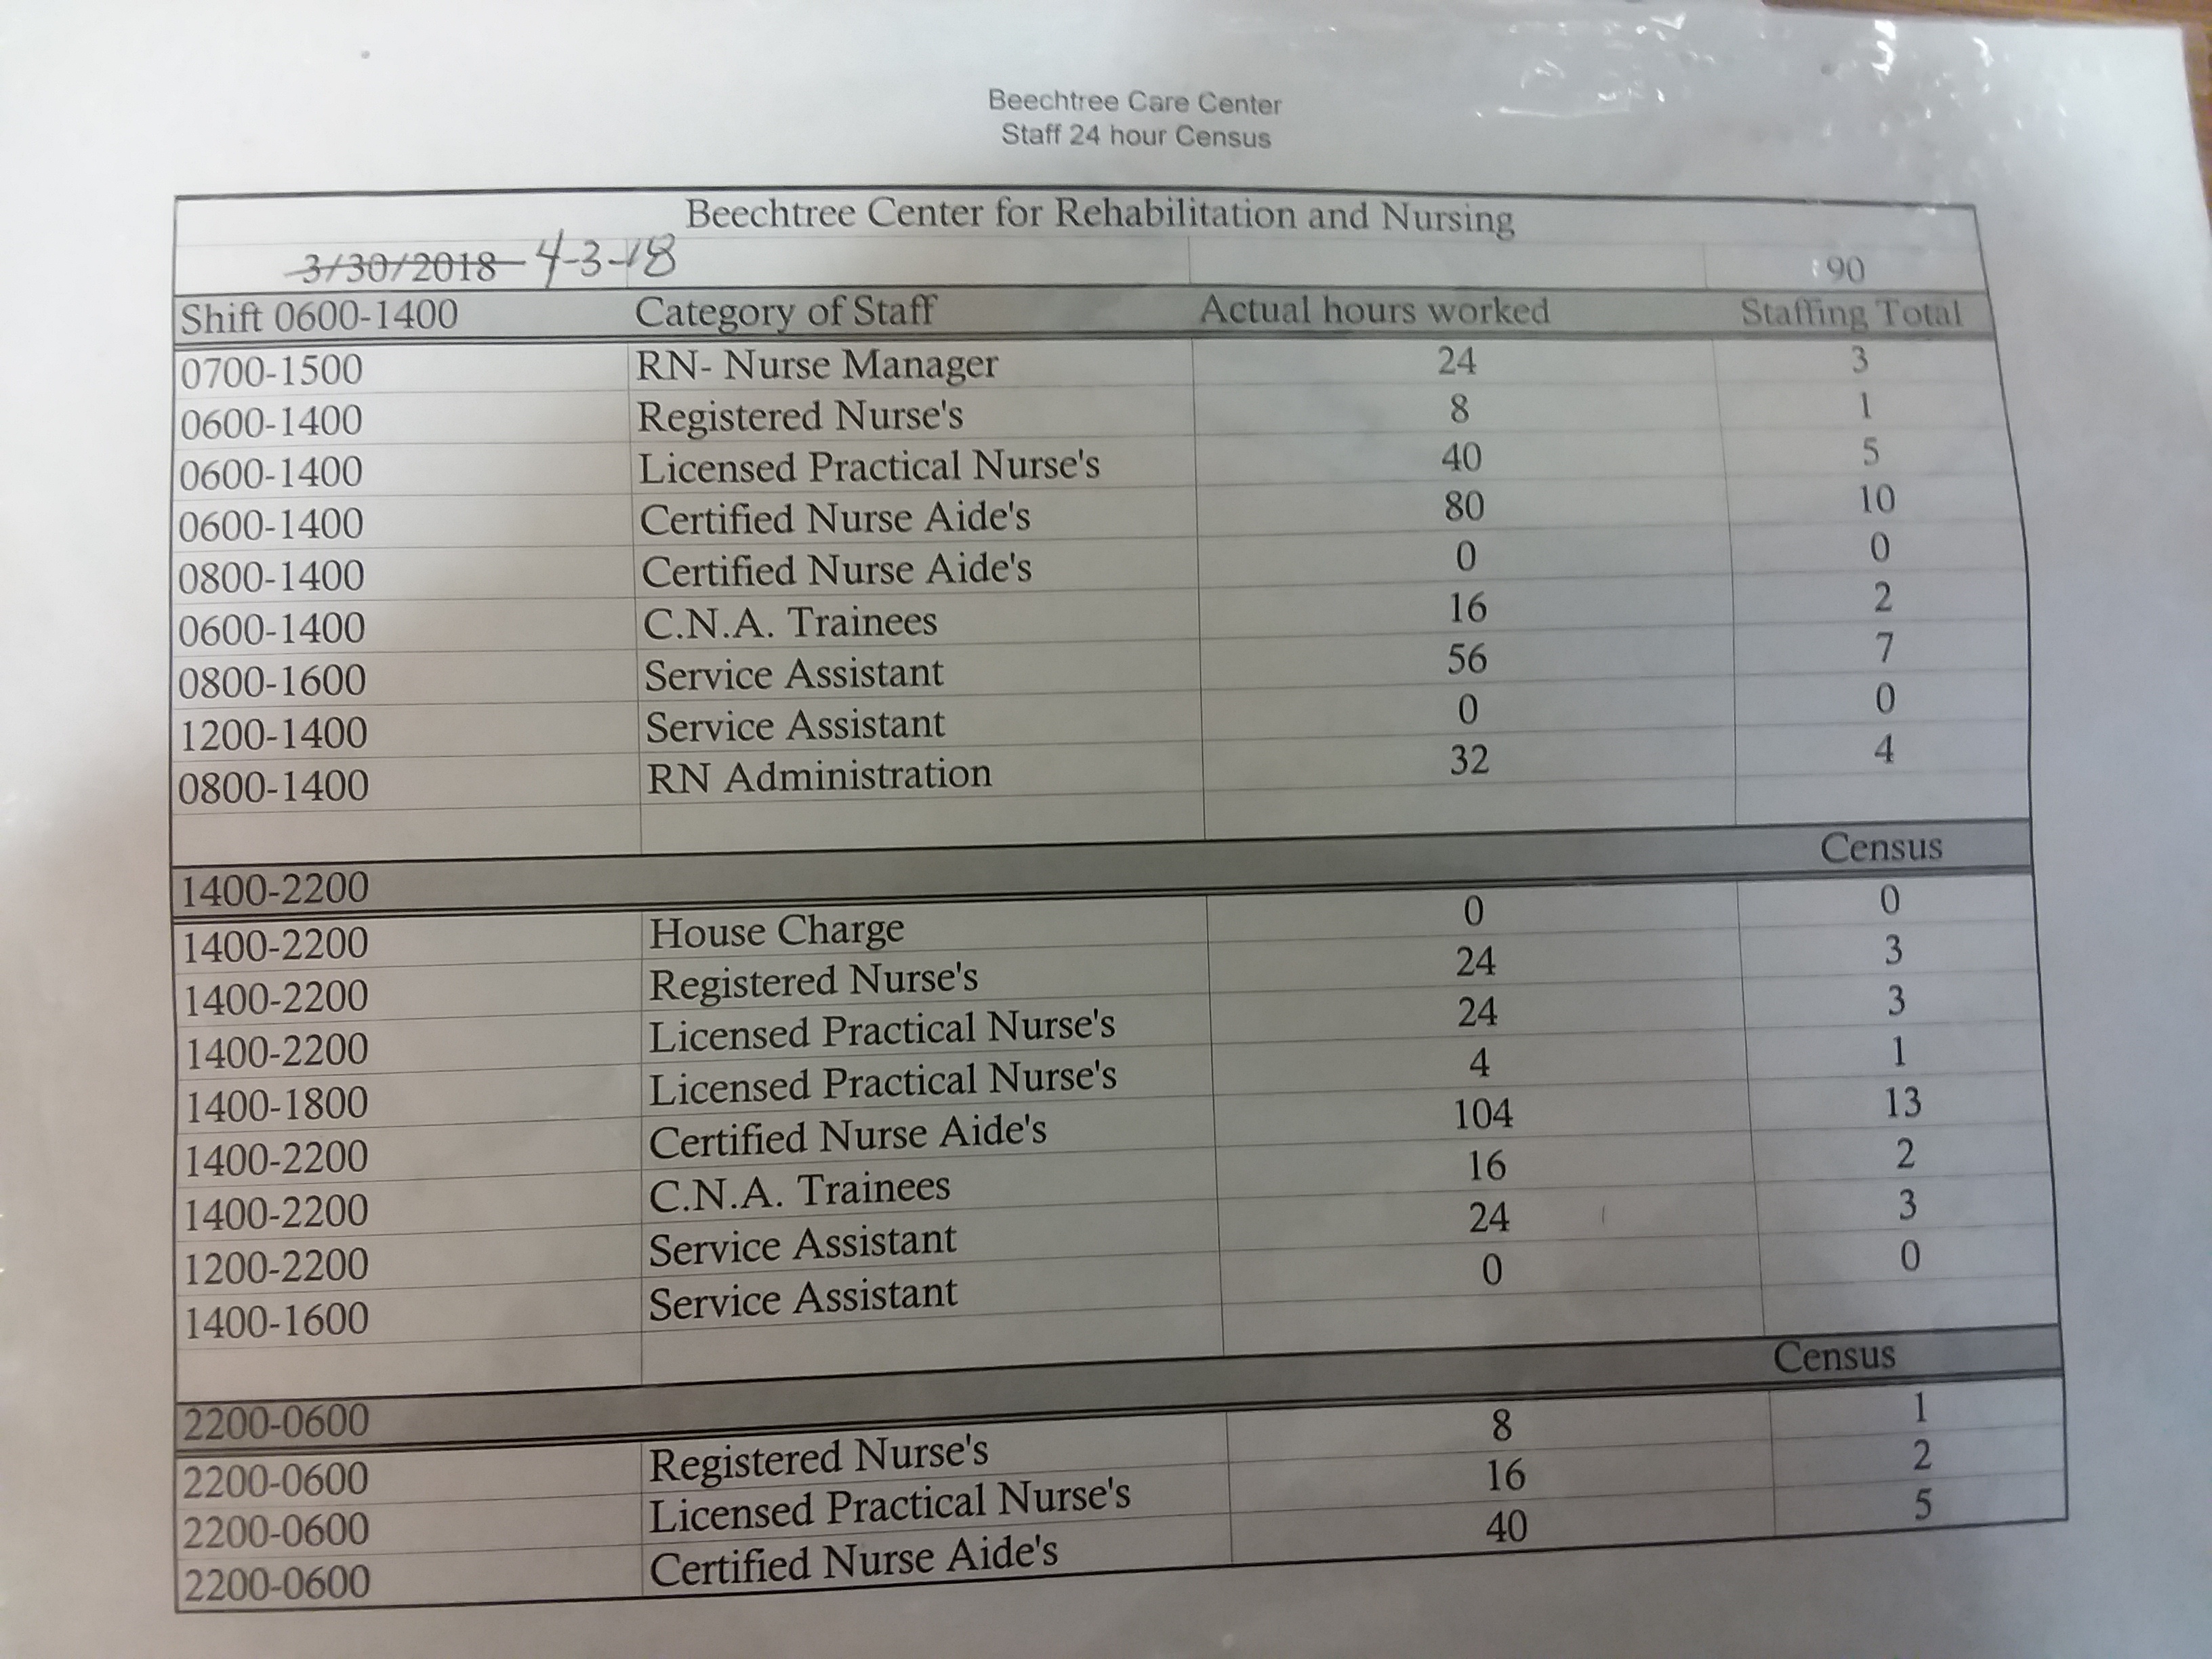 Beechtree Care Center
Staff 24 hour Census
Beechtree Center for Rehabilitation and Nursing
3/30/2018 4-3-18 90
Shift 0600-1400 Category of Staff Actual hours worked Staffing Total
0700-1500 RN- Nurse Manager 24 3
0600-1400 Registered Nurse's 8 1
0600-1400 Licensed Practical Nurse's 40 5
0600-1400 Certified Nurse Aide's 80 10
0800-1400 Certified Nurse Aide's 0 0
0600-1400 C.N.A. Trainees 16 2
0800-1600 Service Assistant 56 7
1200-1400 Service Assistant 0 0
0800-1400 RN Administration 32 4
1400-2200 Census
1400-2200 House Charge 0 0
1400-2200 Registered Nurse's 24 3
1400-2200 Licensed Practical Nurse's 24 3
1400-1800 Licensed Practical Nurse's 4 1
1400-2200 Certified Nurse Aide's 104 13
1400-2200 C.N.A. Trainees 16 2
1200-2200 Service Assistant 24 3
1400-1600 Service Assistant 0 0
2200-0600 Census
2200-0600 Registered Nurse's 8 1
2200-0600 Licensed Practical Nurse's 16 2
2200-0600 Certified Nurse Aide's 40 5